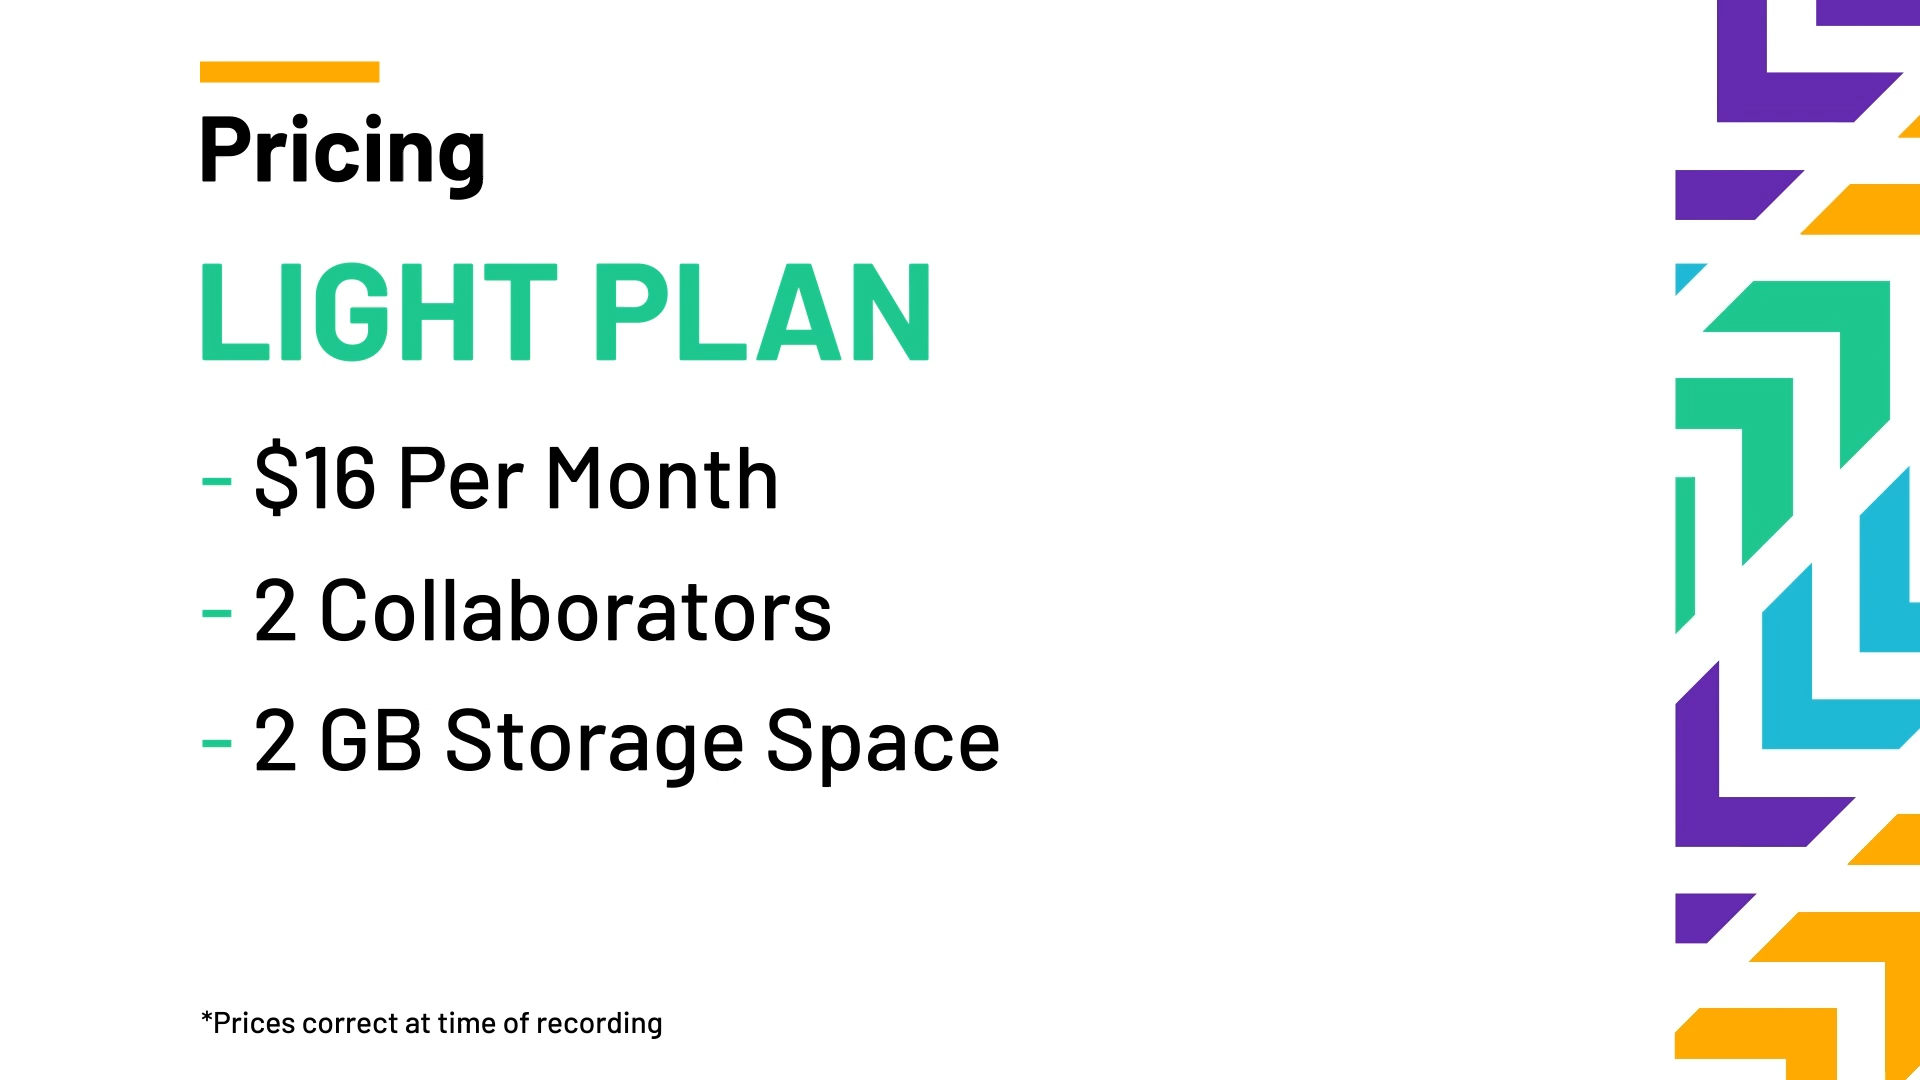 Pricing
LIGHT PLAN
- $16 Per Month
- 2 Collaborators
- 2 GB Storage Space
*Prices correct at time of recording